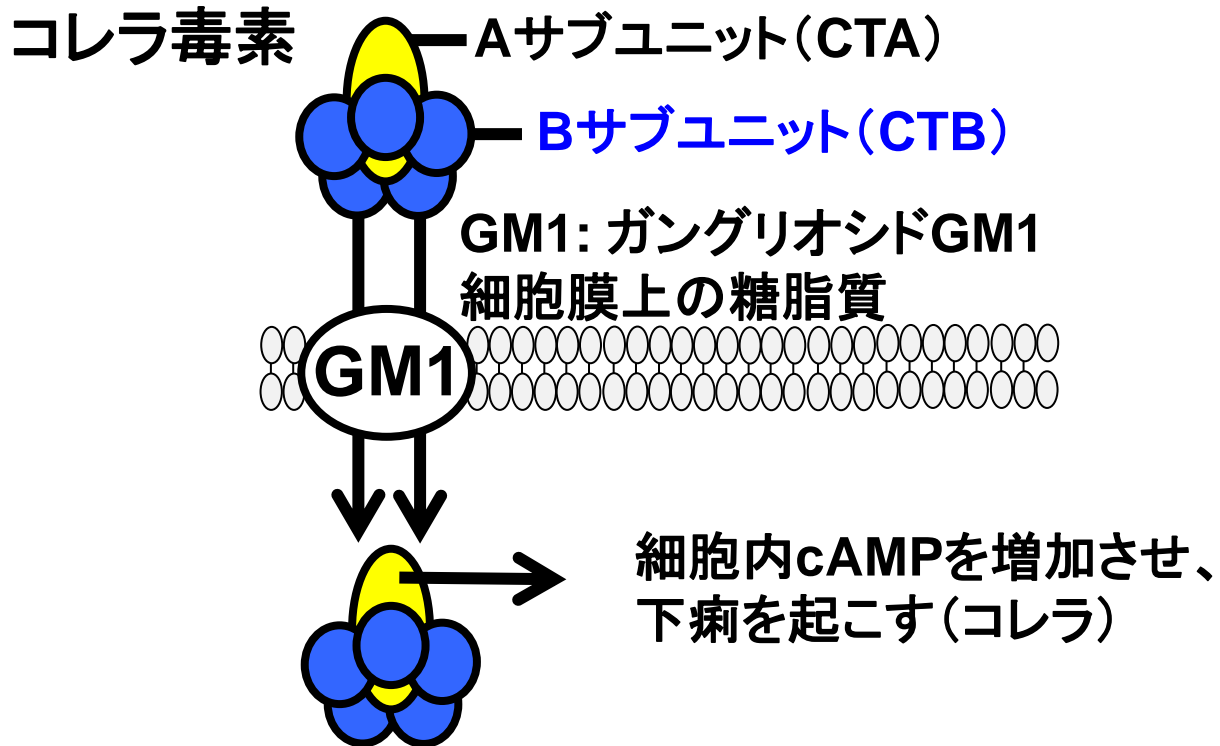 コレラ毒素
Aサブユニット（CTA）
Bサブユニット（CTB）
GM1: ガングリオシドGM1
細胞膜上の糖脂質
GM1
細胞内cAMPを増加させ、
下痢を起こす（コレラ）